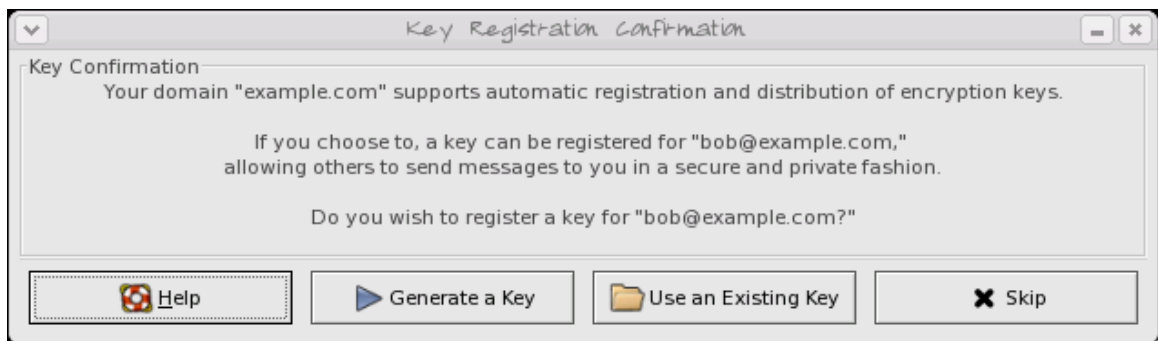 Key Registration Confirmation
Key Confirmation
Your domain "example.com" supports automatic registration and distribution of encryption keys.
If you choose to, a key can be registered for "bob@example.com,"
allowing others to send messages to you in a secure and private fashion.
Do you wish to register a key for "bob@example.com?"
Help
Generate a Key
Use an Existing Key
Skip